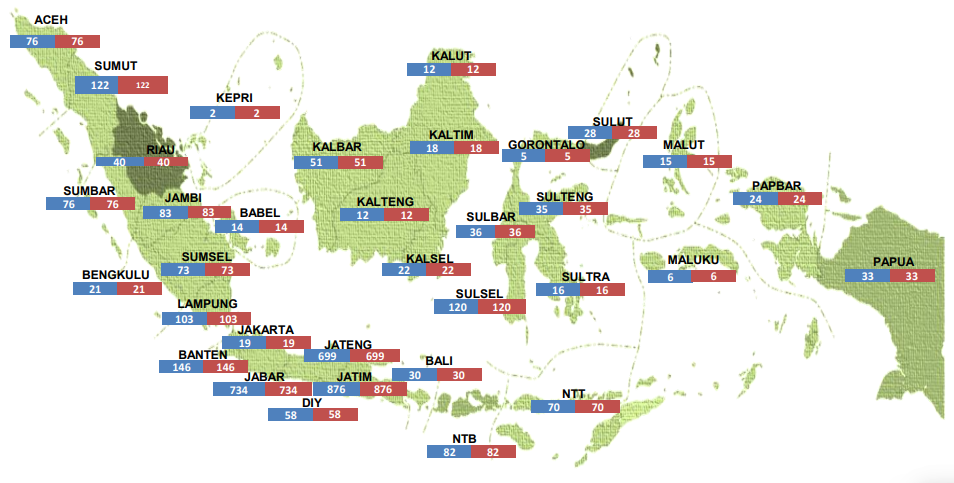 ACEH
76 76
SUMUT
122 122
KEPRI
2 2
KALUT
12 12
RIAU
40 40
KALBAR
51 51
KALTIM
18 18
GORONTALO
5 5
SULUT
28 28
MALUT
15 15
SUMBAR
76 76
JAMBI
83 83
BABEL
14 14
KALTENG
12 12
SULBAR
36 36
SULTENG
35 35
PAPBAR
24 24
SUMSEL
73 73
BENGKULU
21 21
KALSEL
22 22
SULTRA
16 16
MALUKU
6 6
PAPUA
33 33
LAMPUNG
103 103
SULSEL
120 120
JAKARTA
19 19
BANTEN
146 146
JATENG
699 699
JABAR
734 734
JATIM
876 876
BALI
30 30
DIY
58 58
NTB
82 82
NTT
70 70